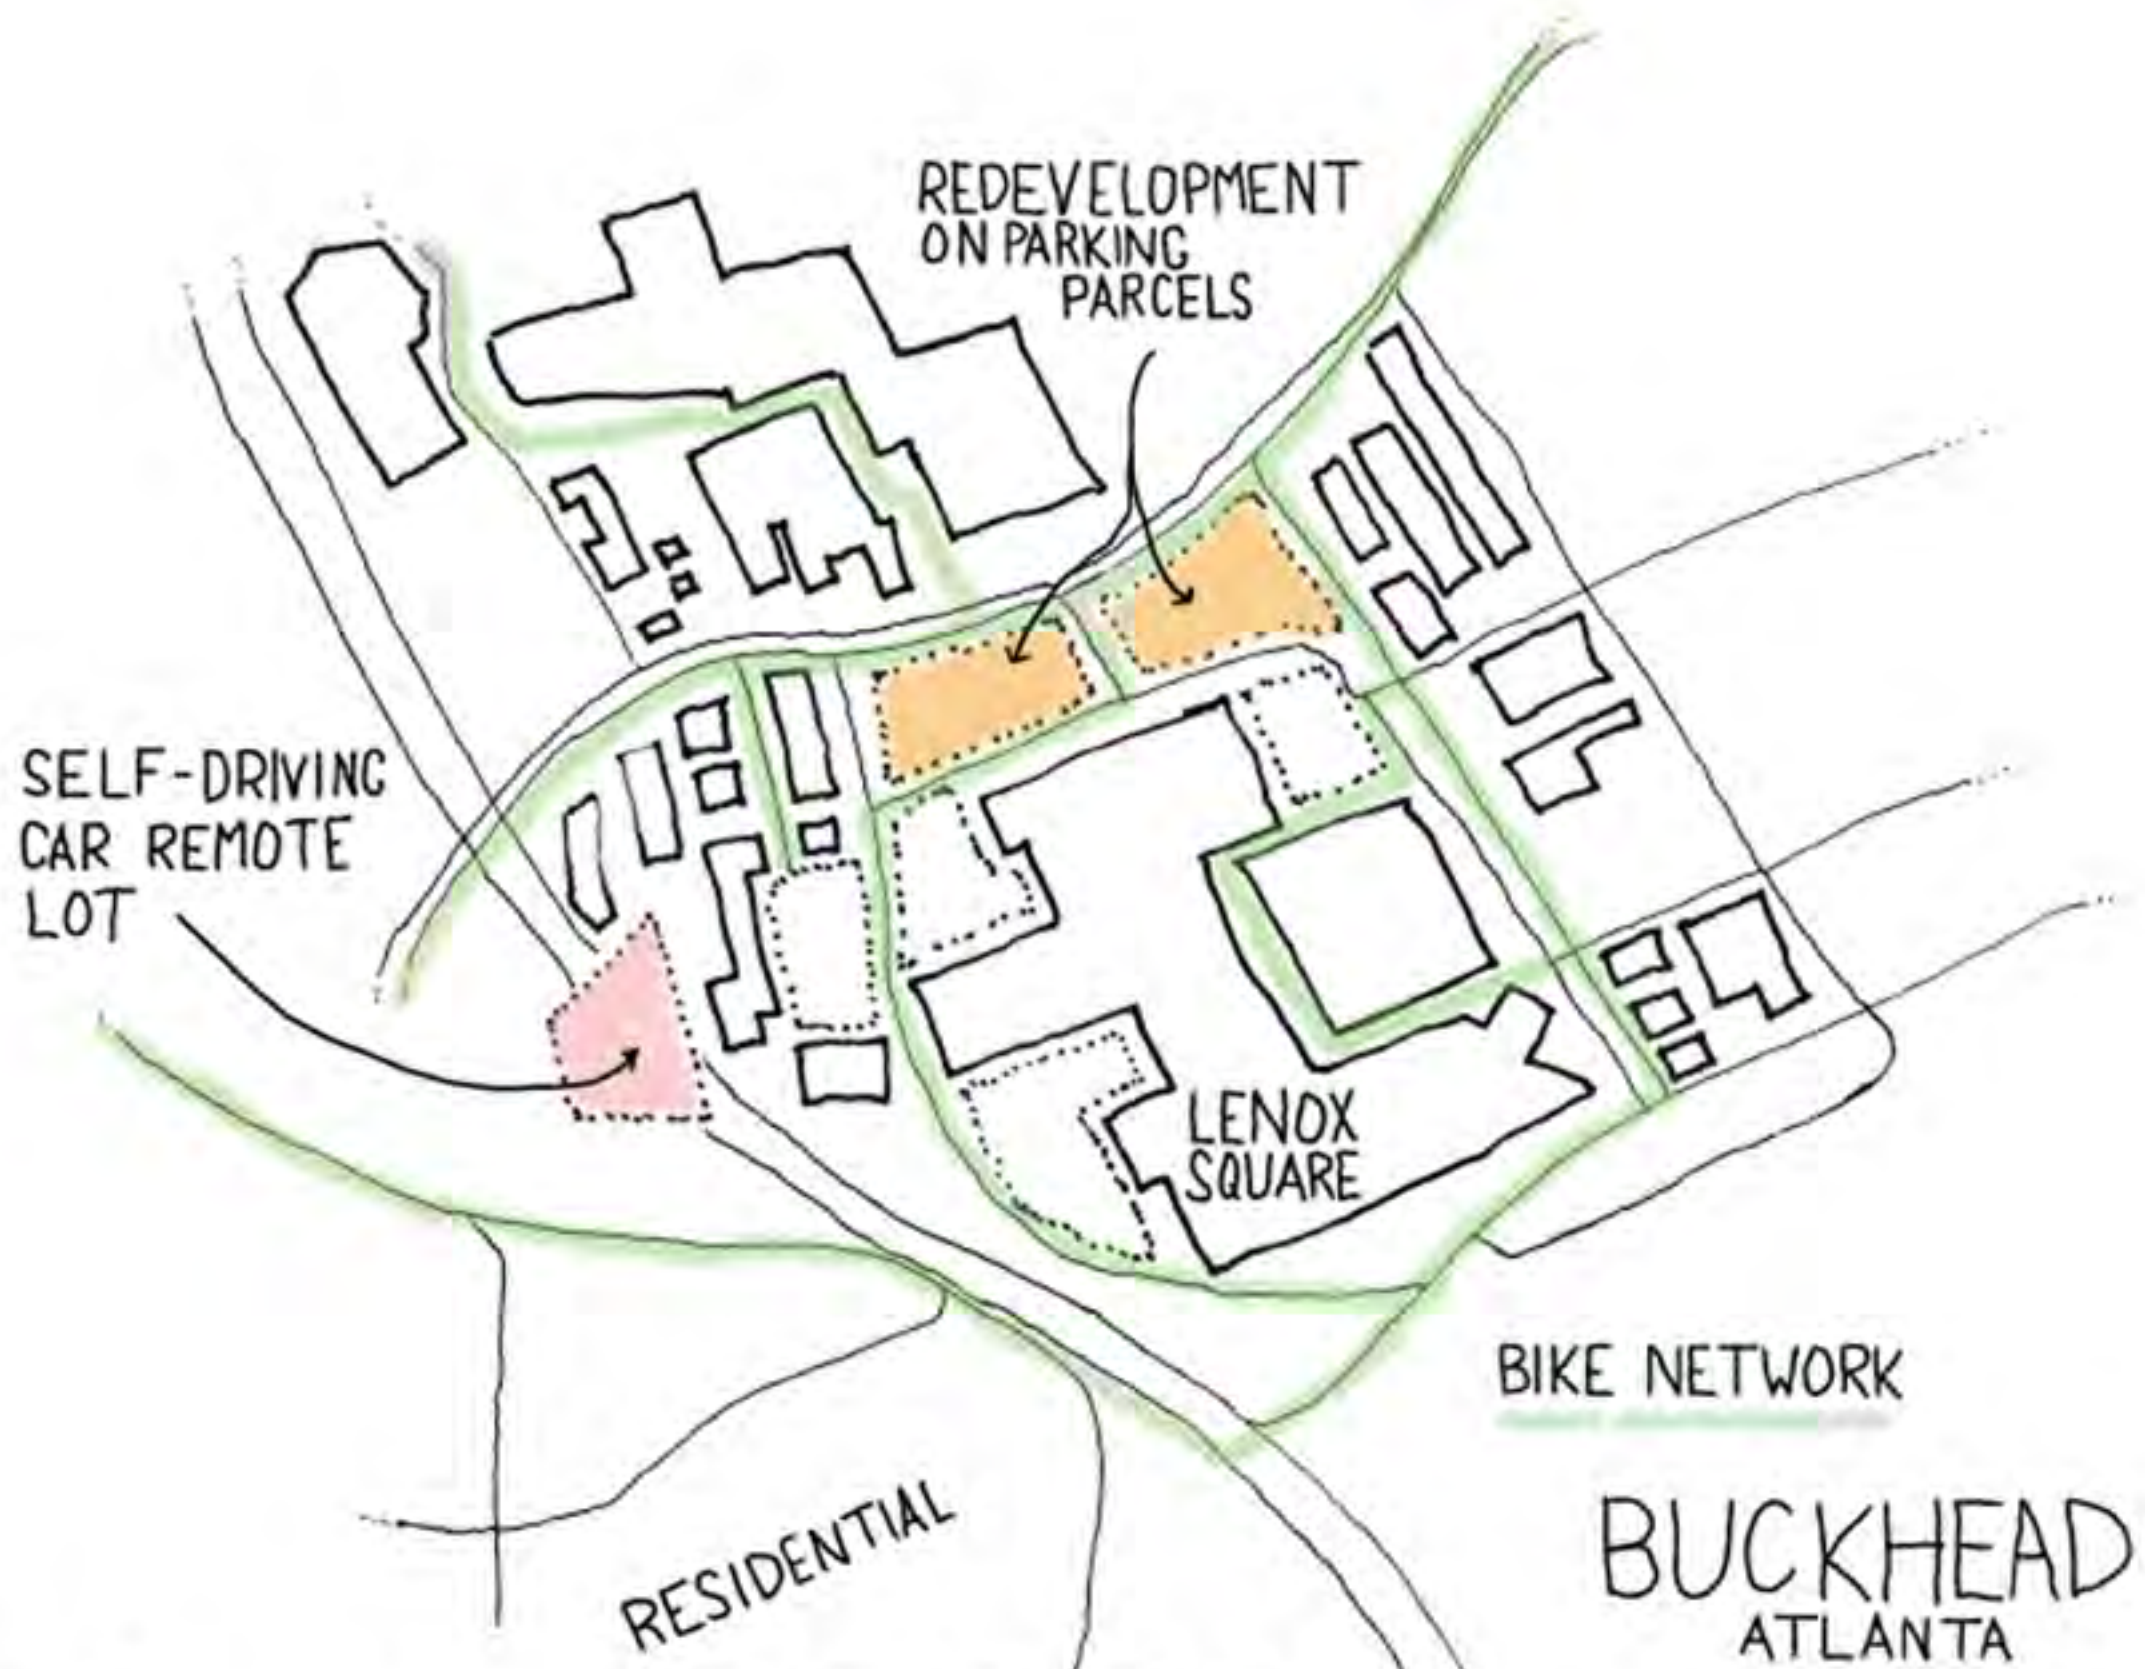 REDEVELOPMENT
ON PARKING
PARCELS
SELF-DRIVING
CAR REMOTE
LOT
LENOX
SQUARE
BIKE NETWORK
RESIDENTIAL
BUCKHEAD
ATLANTA